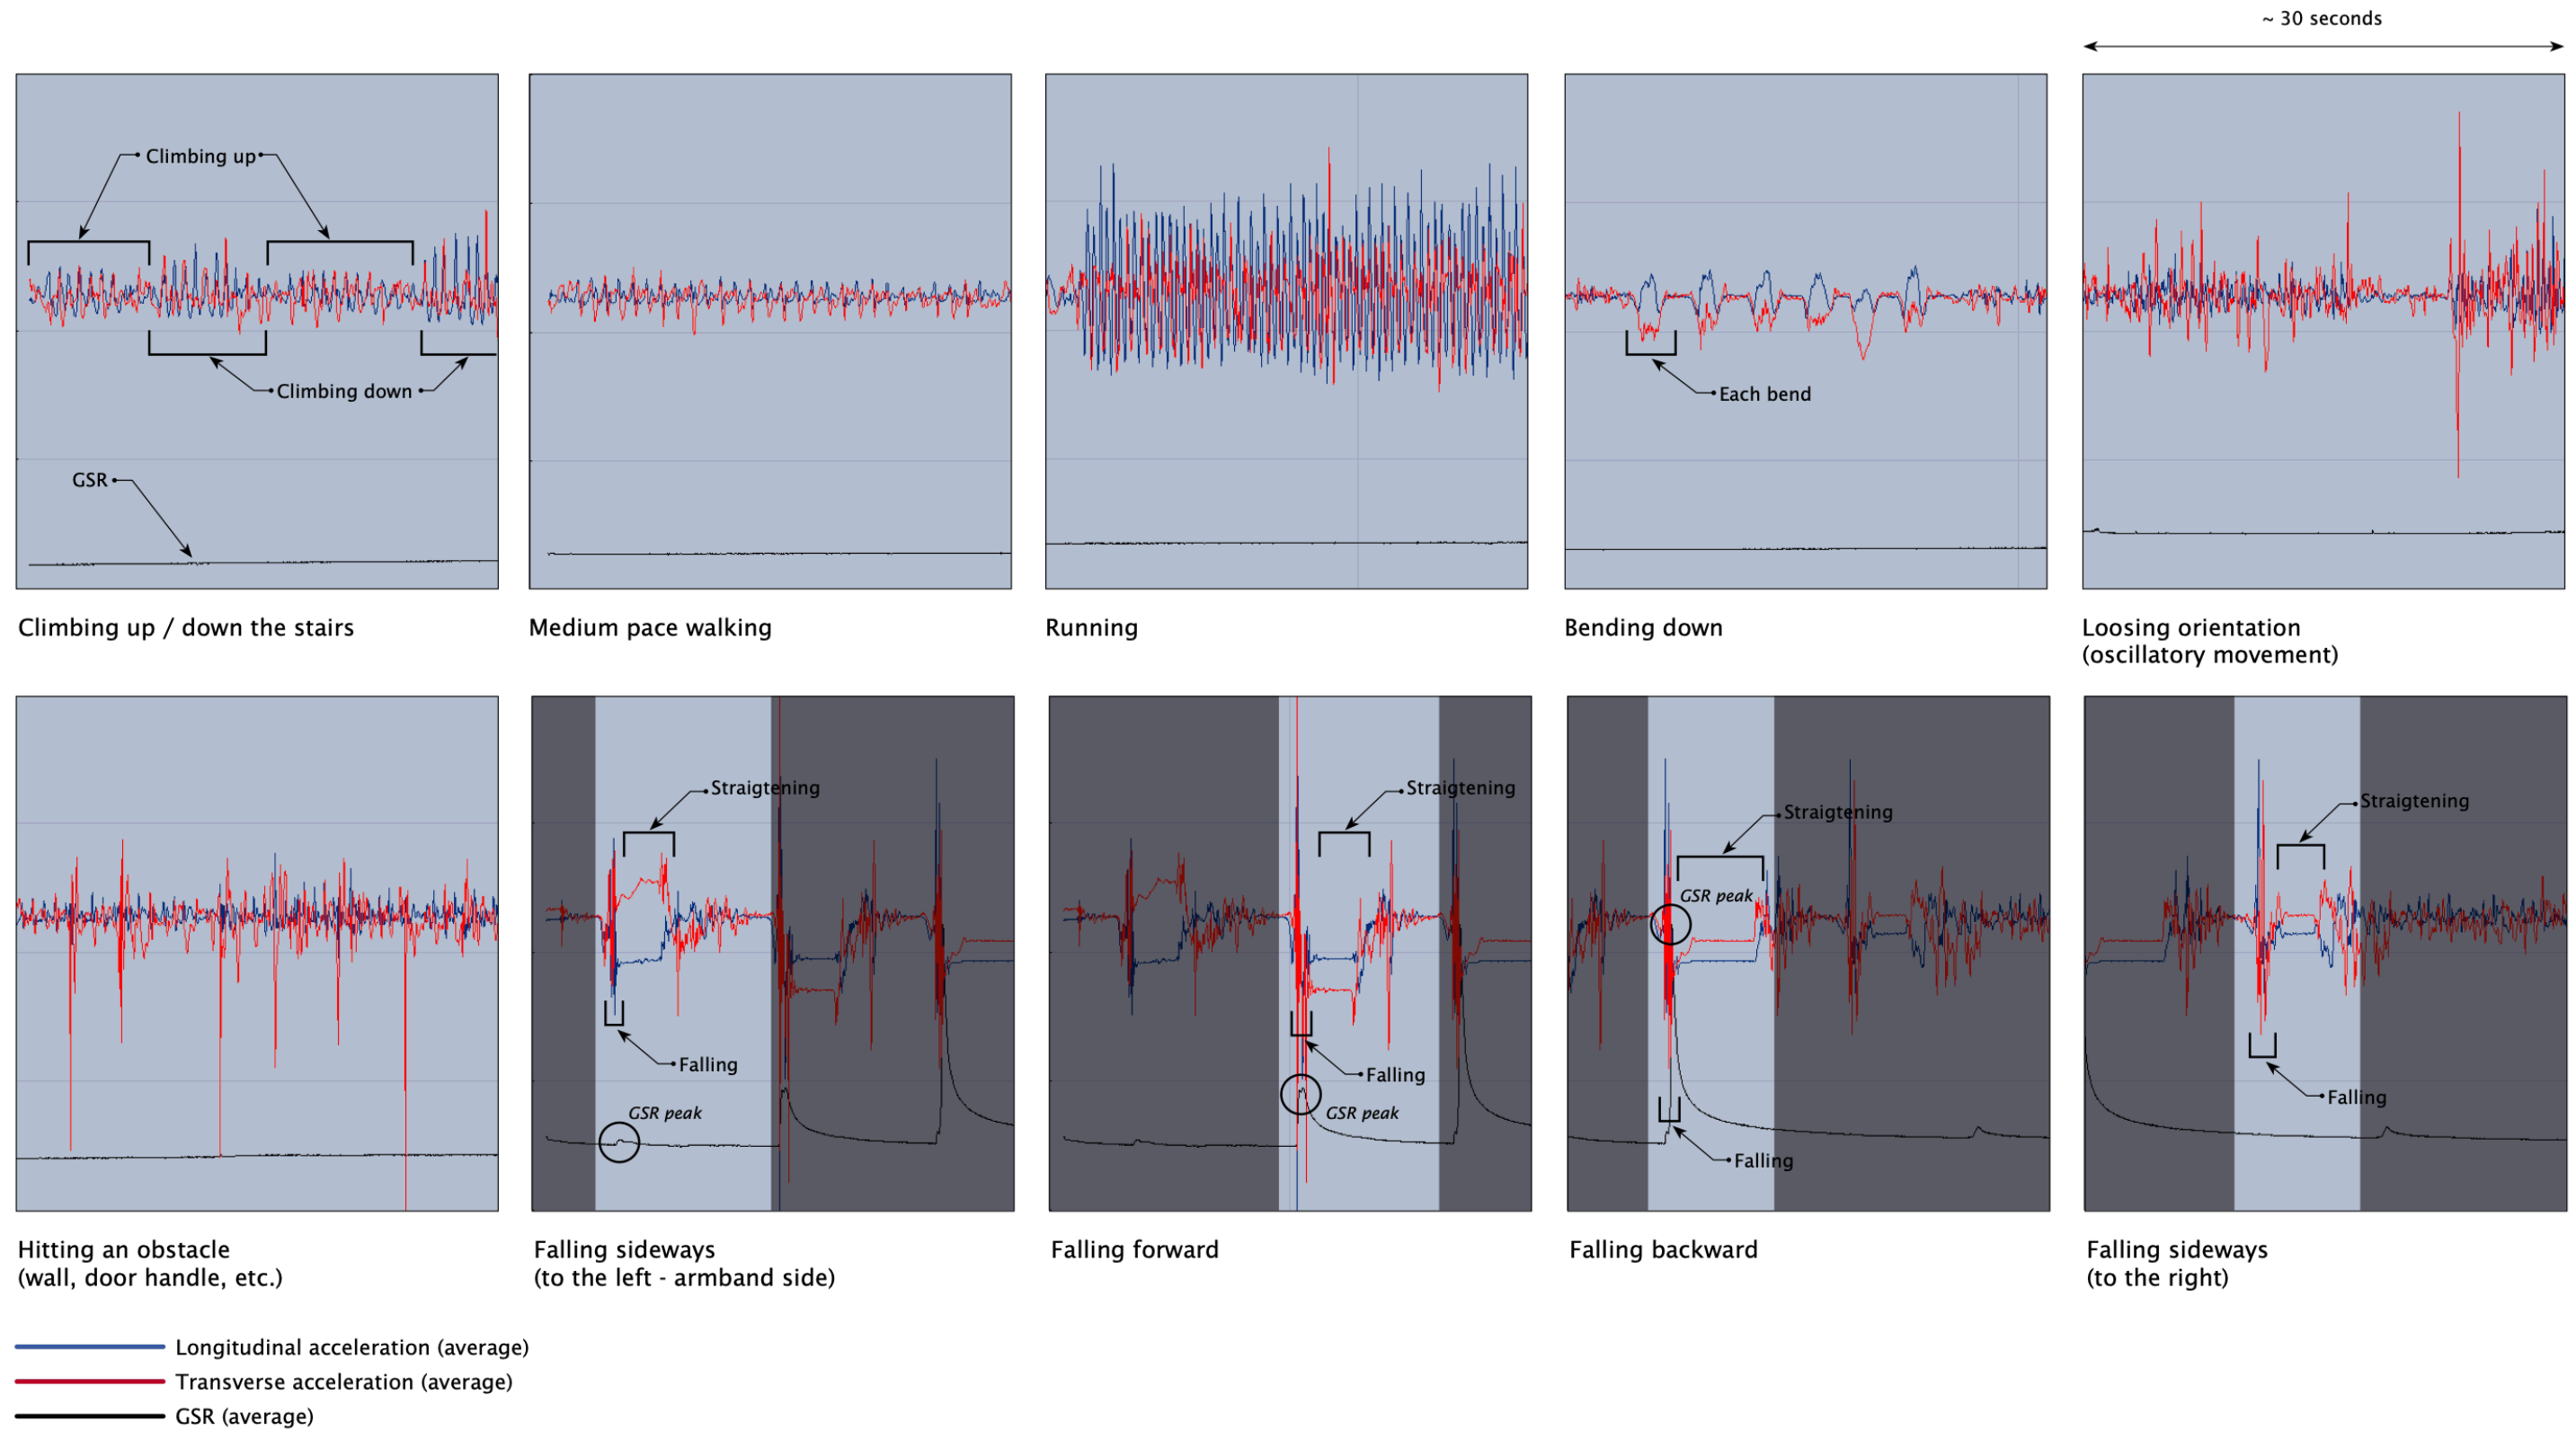 ~ 30 seconds
Climbing up
Climbing down
GSR
Each bend
Climbing up / down the stairs
Medium pace walking
Running
Bending down
Loosing orientation
(oscillatory movement)
Straigtening
Falling
GSR peak
Straigtening
Falling
GSR peak
Straigtening
GSR peak
Falling
Straigtening
Falling
Hitting an obstacle
(wall, door handle, etc.)
Falling sideways
(to the left - armband side)
Falling forward
Falling backward
Falling sideways
(to the right)
Longitudinal acceleration (average)
Transverse acceleration (average)
GSR (average)